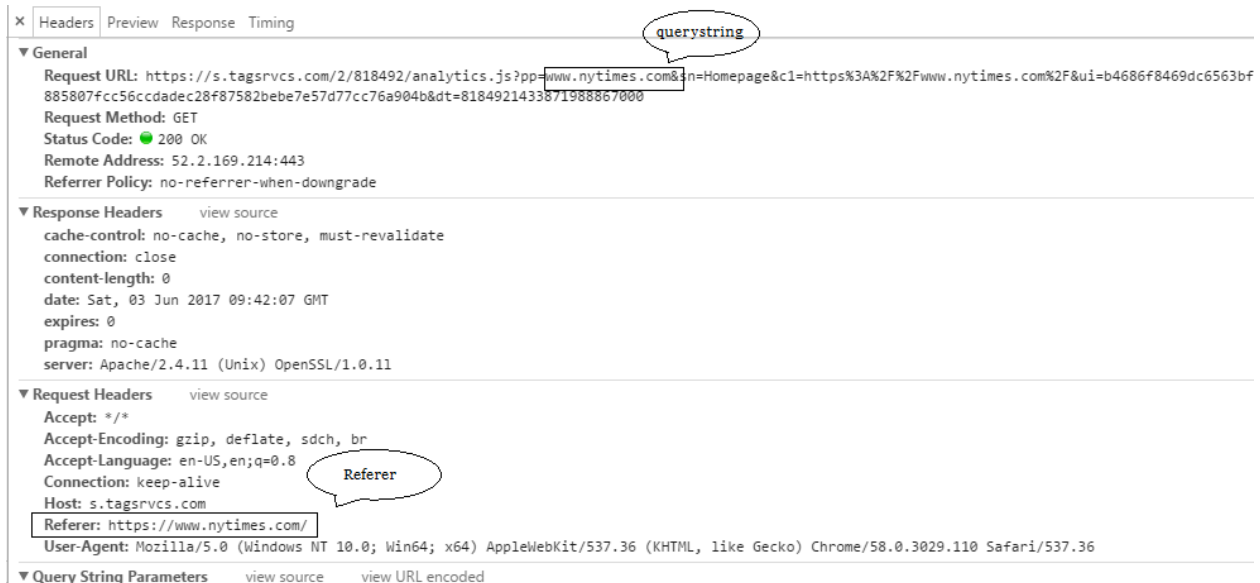 × Headers Preview Response Timing
querystring
▼ General
Request URL: https://s.tagsrvcs.com/2/818492/analytics.js?pp=www.nytimes.com&sn=Homepage&c1=https%3A%2F%2Fwww.nytimes.com%2F&ui=b4686f8469dc6563bf
885807fcc56ccdadec28f87582bebe7e57d77cc76a904b&dt=8184921433871988867000
Request Method: GET
Status Code: 200 OK
Remote Address: 52.2.169.214:443
Referrer Policy: no-referrer-when-downgrade
▼ Response Headers view source
cache-control: no-cache, no-store, must-revalidate
connection: close
content-length: 0
date: Sat, 03 Jun 2017 09:42:07 GMT
expires: 0
pragma: no-cache
server: Apache/2.4.11 (Unix) OpenSSL/1.0.1l
▼ Request Headers view source
Accept: */*
Accept-Encoding: gzip, deflate, sdch, br
Accept-Language: en-US,en;q=0.8
Referer
Connection: keep-alive
Host: s.tagsrvcs.com
Referer: https://www.nytimes.com/
User-Agent: Mozilla/5.0 (Windows NT 10.0; Win64; x64) AppleWebKit/537.36 (KHTML, like Gecko) Chrome/58.0.3029.110 Safari/537.36
▼ Query String Parameters view source view URL encoded